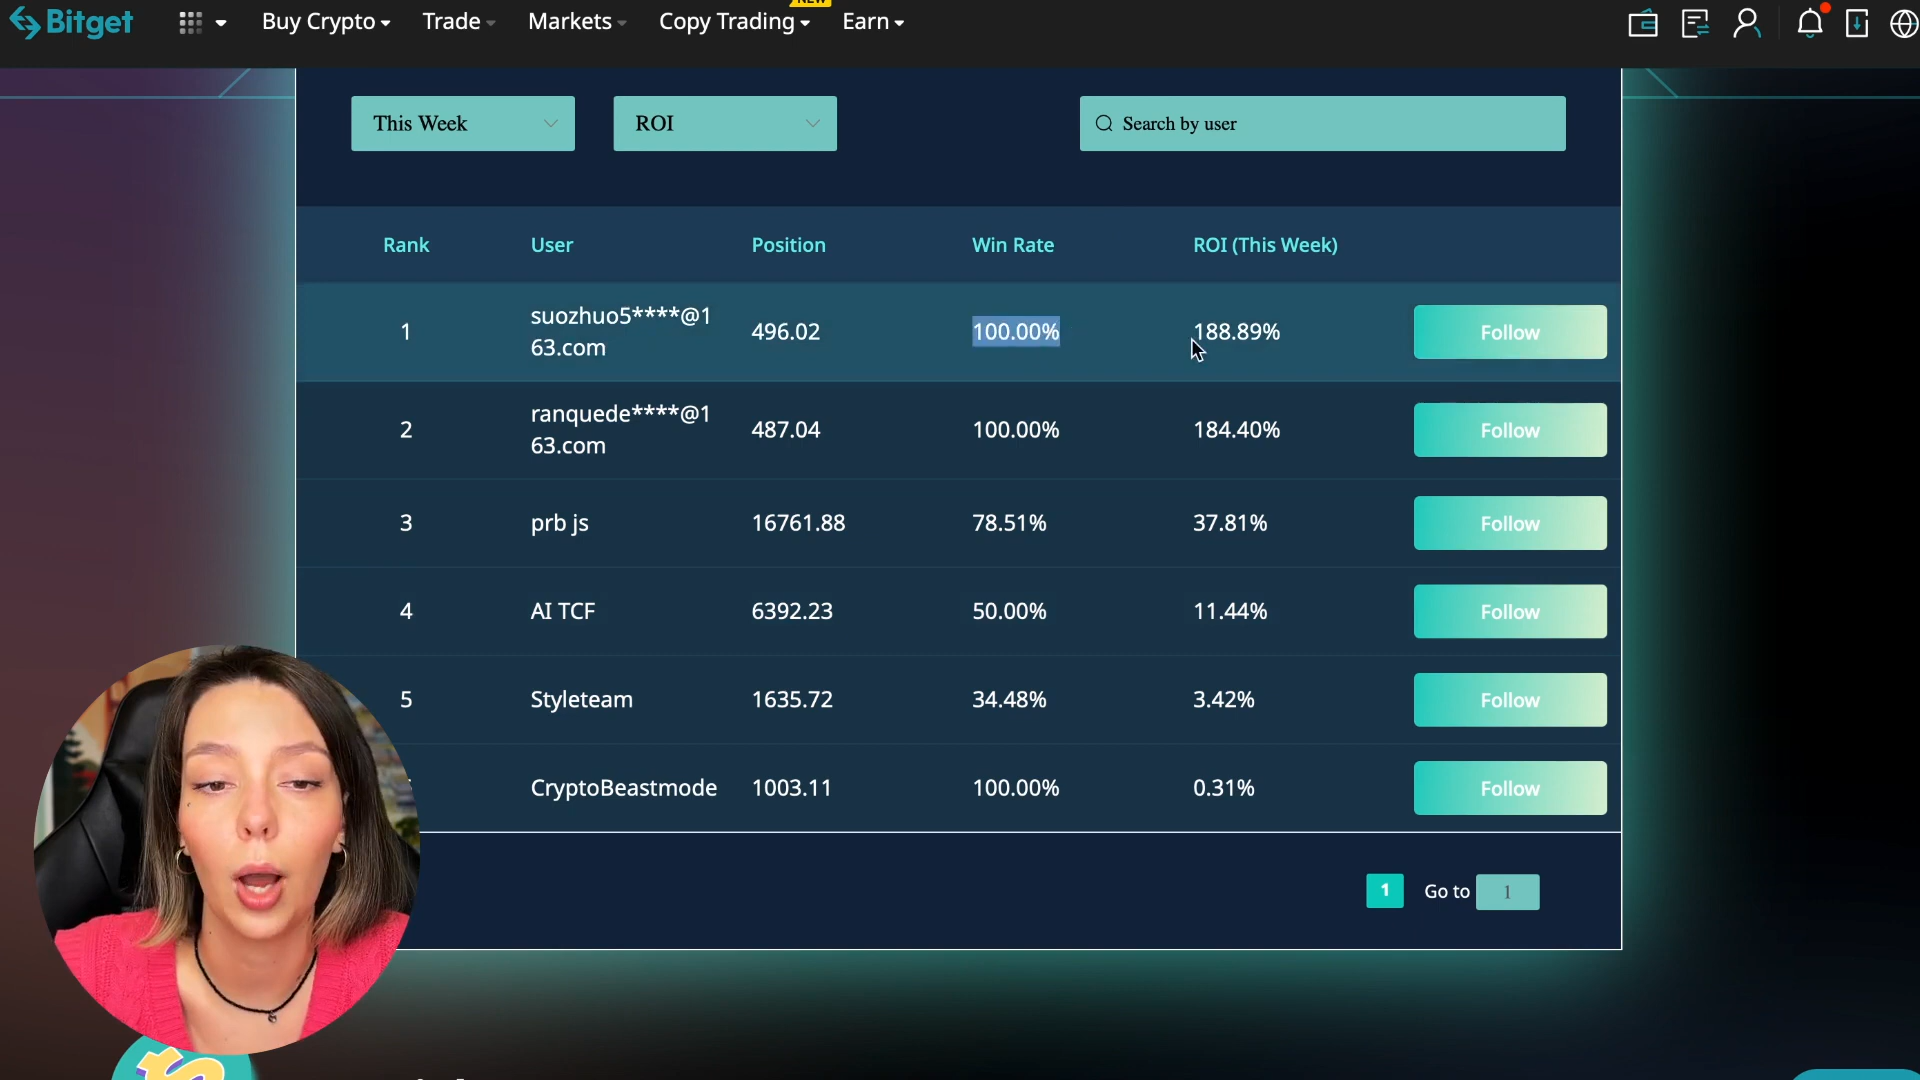 Bitget
Buy Crypto Trade Markets Copy Trading NEW Earn
This Week ROI Search by user
Rank User Position Win Rate ROI (This Week)
1 suozhuo5****@1
63.com 496.02 100.00% 188.89% Follow
2 ranquede****@1
63.com 487.04 100.00% 184.40% Follow
3 prb js 16761.88 78.51% 37.81% Follow
4 AI TCF 6392.23 50.00% 11.44% Follow
5 Styleteam 1635.72 34.48% 3.42% Follow
CryptoBeastmode 1003.11 100.00% 0.31% Follow
1 Go to 1